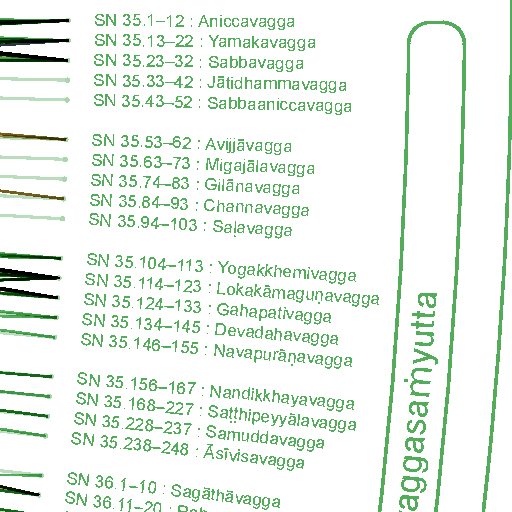 SN 35.1–12 : Aniccavagga
SN 35.13–22 : Yamakavagga
SN 35.23–32 : Sabbavagga
SN 35.33–42 : Jātidhammavagga
SN 35.43–52 : Sabbaaniccavagga
SN 35.53–62 : Avijjāvagga
SN 35.63–73 : Migajālavagga
SN 35.74–83 : Gilānavagga
SN 35.84–93 : Channavagga
SN 35.94–103 : Saḷavagga
SN 35.104–113 : Yogakkhemivagga
SN 35.114–123 : Lokakāmaguṇavagga
SN 35.124–133 : Gahapativagga
SN 35.134–145 : Devadahavagga
SN 35.146–155 : Navapurāṇavagga
SN 35.156–167 : Nandikkhayavagga
SN 35.168–227 : Saṭṭhipeyyālavagga
SN 35.228–237 : Samuddavagga
SN 35.238–248 : Āsīvisavagga
SN 36.1–10 : Sagāthāvagga
SN 36.11–20 :
aggasaṁyutta